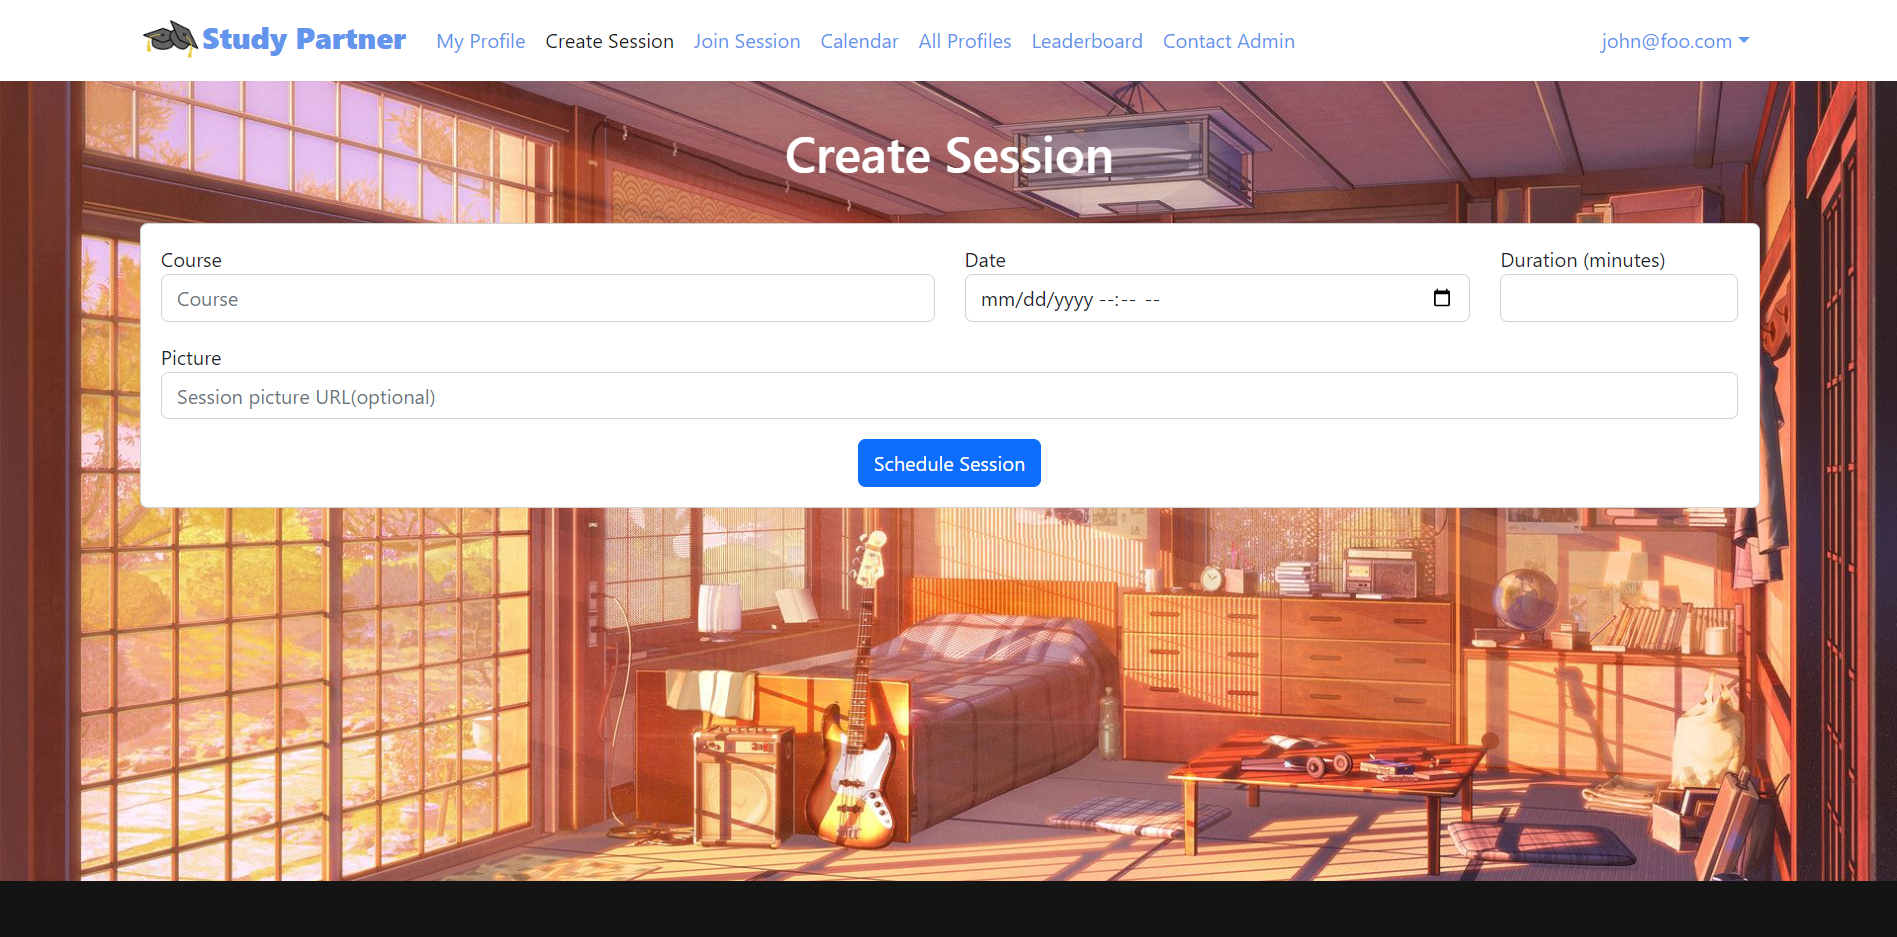 Study Partner My Profile Create Session Join Session Calendar All Profiles Leaderboard Contact Admin john@foo.com
Create Session
Course Date Duration (minutes)
Course mm/dd/yyyy --:-- --
Picture
Session picture URL(optional)
Schedule Session